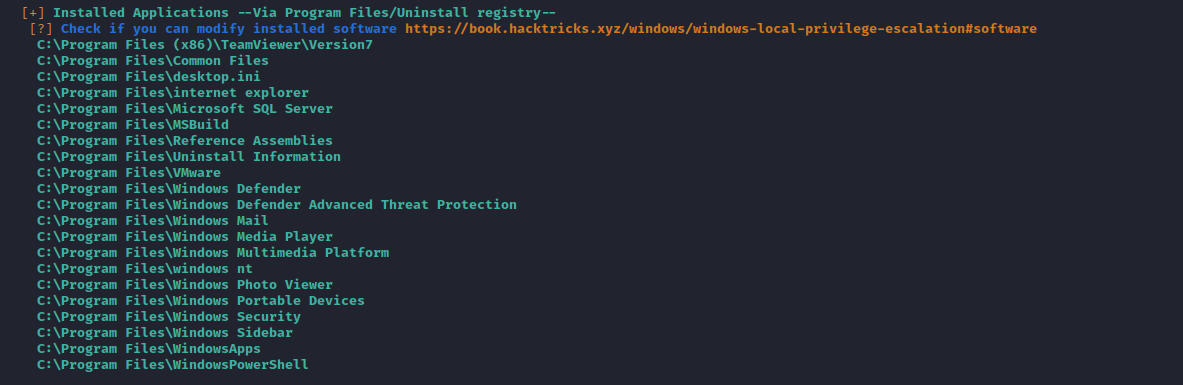 [+] Installed Applications --Via Program Files/Uninstall registry--
[?] Check if you can modify installed software https://book.hacktricks.xyz/windows/windows-local-privilege-escalation#software
C:\Program Files (x86)\TeamViewer\Version7
C:\Program Files\Common Files
C:\Program Files\desktop.ini
C:\Program Files\internet explorer
C:\Program Files\Microsoft SQL Server
C:\Program Files\MSBuild
C:\Program Files\Reference Assemblies
C:\Program Files\Uninstall Information
C:\Program Files\VMware
C:\Program Files\Windows Defender
C:\Program Files\Windows Defender Advanced Threat Protection
C:\Program Files\Windows Mail
C:\Program Files\Windows Media Player
C:\Program Files\Windows Multimedia Platform
C:\Program Files\windows nt
C:\Program Files\Windows Photo Viewer
C:\Program Files\Windows Portable Devices
C:\Program Files\Windows Security
C:\Program Files\Windows Sidebar
C:\Program Files\WindowsApps
C:\Program Files\WindowsPowerShell